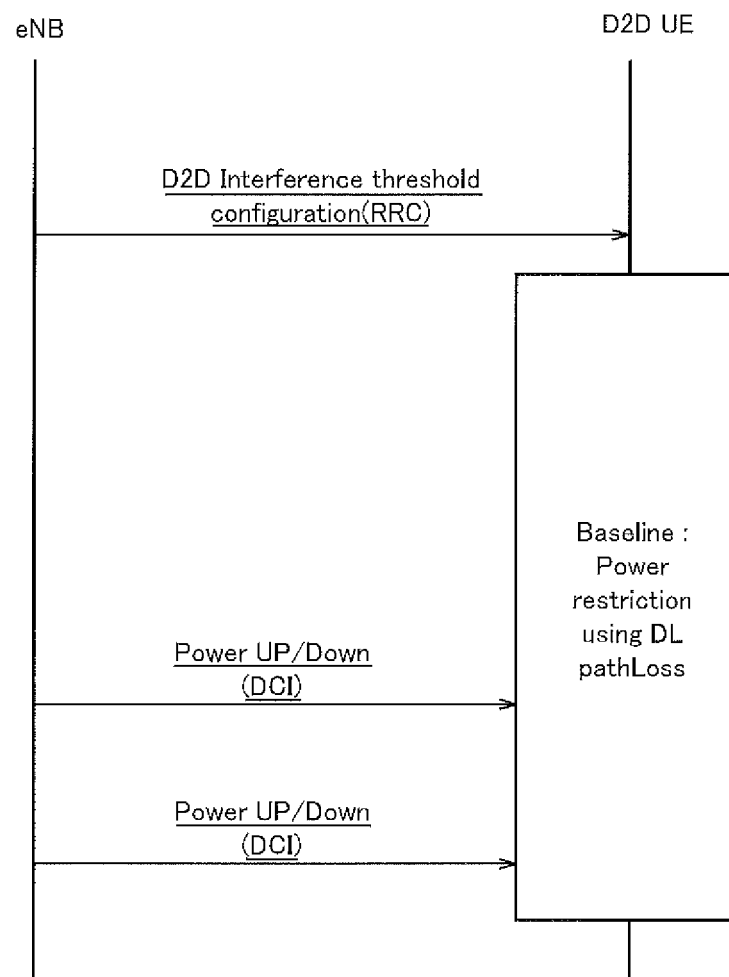 eNB
D2D UE
D2D Interference threshold
configuration(RRC)
Baseline :
Power
restriction
using DL
pathLoss
Power UP/Down
(DCI)
Power UP/Down
(DCI)